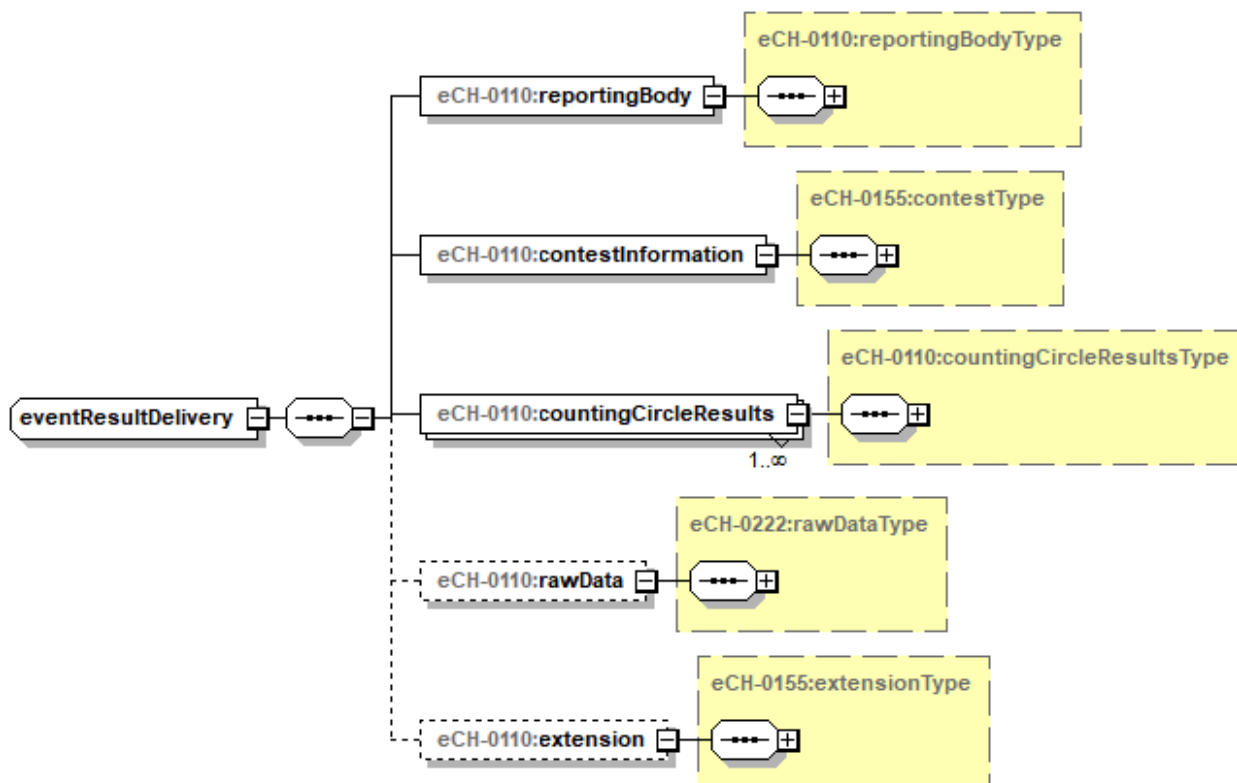 eCH-0110:reportingBodyType
eCH-0110:reportingBody
eCH-0155:contestType
eCH-0110:contestInformation
eCH-0110:countingCircleResultsType
eventResultDelivery
eCH-0110:countingCircleResults
1..∞
eCH-0222:rawDataType
eCH-0110:rawData
eCH-0155:extensionType
eCH-0110:extension